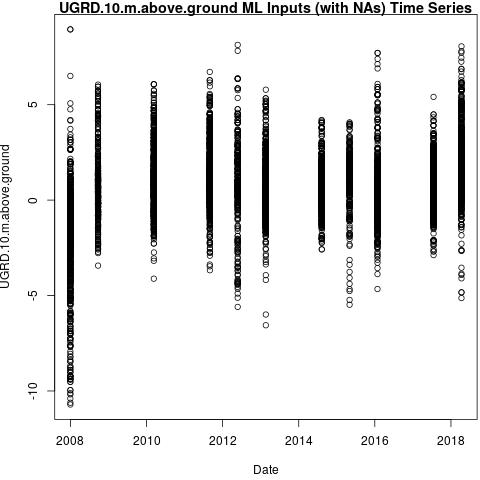 UGRD.10.m.above.ground ML Inputs (with NAs) Time Series
UGRD.10.m.above.ground
5
0
-5
-10
2008 2010 2012 2014 2016 2018
Date